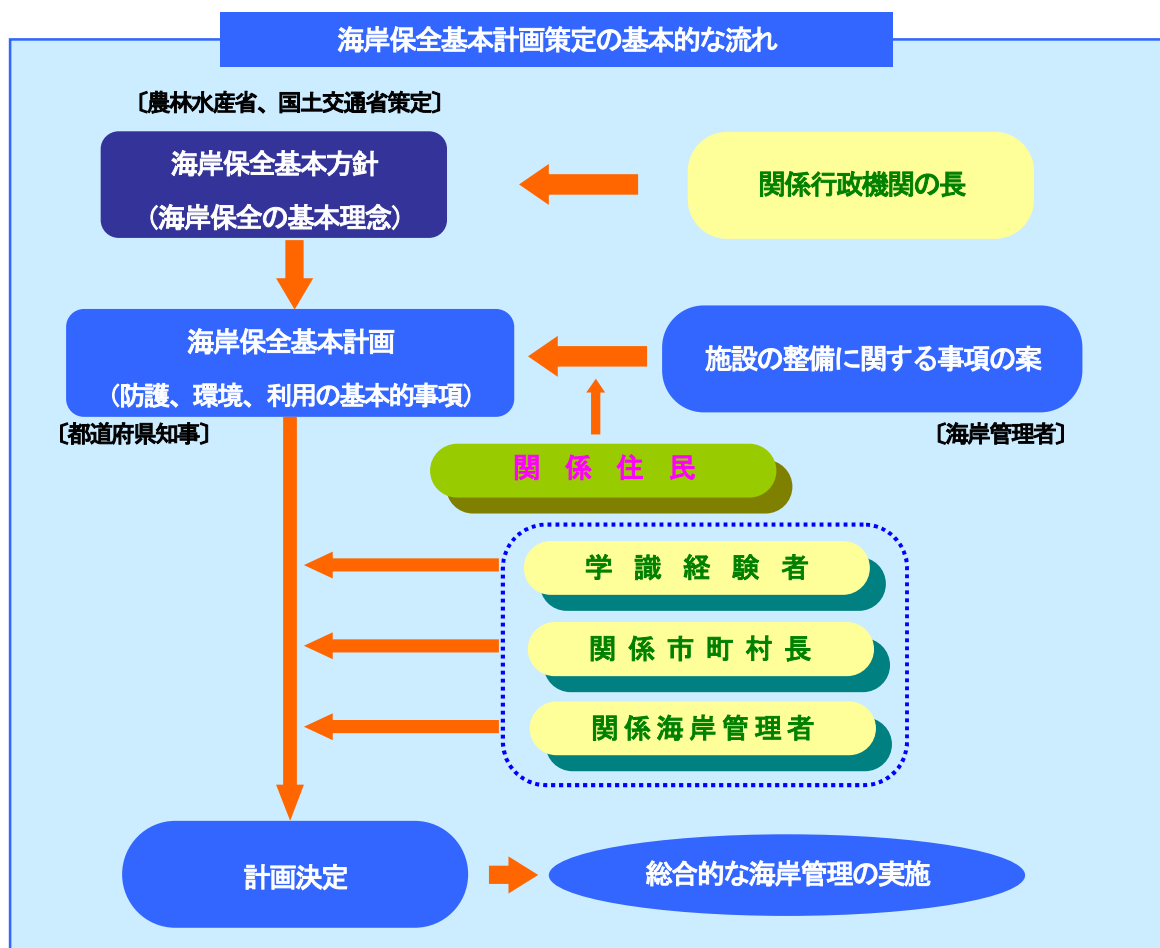 海岸保全基本計画策定の基本的な流れ
〔農林水産省、国土交通省策定〕
海岸保全基本方針
（海岸保全の基本理念）
関係行政機関の長
海岸保全基本計画
（防護、環境、利用の基本的事項）
〔都道府県知事〕
施設の整備に関する事項の案
〔海岸管理者〕
関係住民
学識経験者
関係市町村長
関係海岸管理者
計画決定
総合的な海岸管理の実施